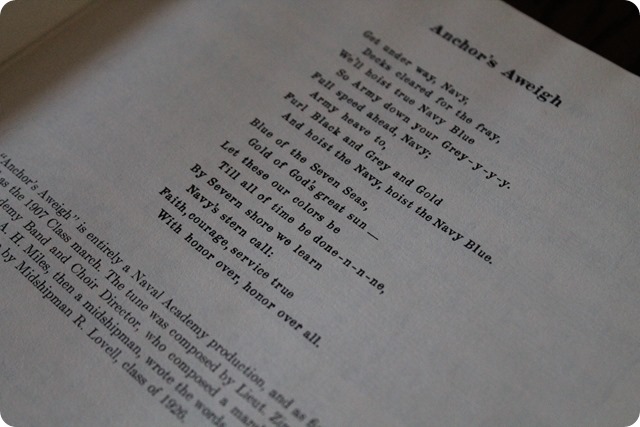 Anchor's Aweigh
Get under way, Navy,
Decks cleared for the fray,
We'll hoist true Navy Blue
So Army down your Grey-y-y-y.
Full speed ahead, Navy;
Army heave to,
Furl Black and Grey and Gold
And hoist the Navy, hoist the Navy Blue.
Blue of the Seven Seas,
Gold of God's great sun—
Let these our colors be
Till all of time be done-n-n-ne,
By Severn shore we learn
Navy's stern call:
Faith, courage, service true
With honor over, honor over all.
"Anchor's Aweigh" is entirely a Naval Academy production, and as
as the 1907 Class march. The tune was composed by Lieut.
Band and Choir Director, who composed a
A. H. Miles, then a midshipman, wrote the words
by Midshipman R. Lovell, class of 1926.